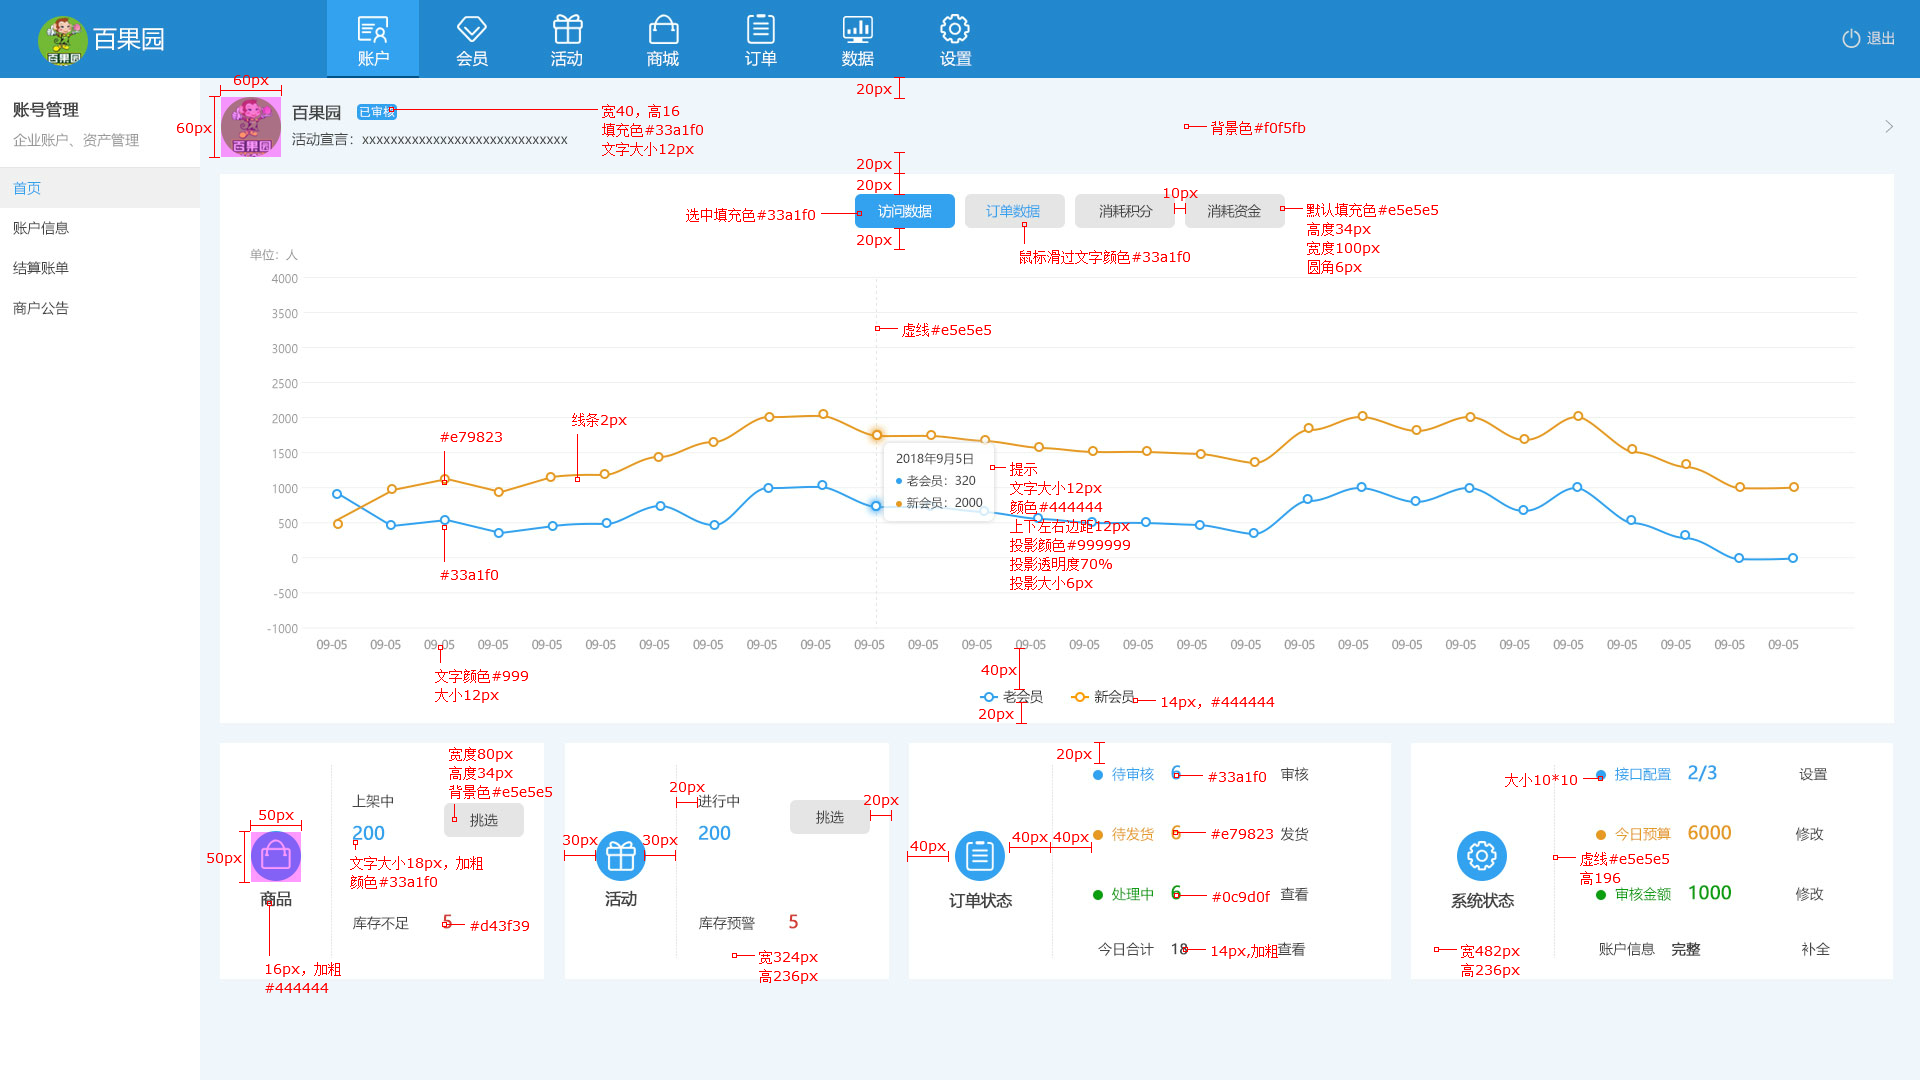 百果园
百果园
账户
会员
活动
商城
订单
数据
设置
退出
账号管理
企业账户、资产管理
首页
账户信息
结算账单
商户公告
60px
60px
百果园
百果园
已审核
活动宣言：xxxxxxxxxxxxxxxxxxxxxxxxxxxxx
宽40，高16
填充色#33a1f0
文字大小12px
20px
背景色#f0f5fb
20px
20px
选中填充色#33a1f0
访问数据
订单数据
消耗积分
消耗资金
10px
默认填充色#e5e5e5
高度34px
宽度100px
圆角6px
20px
鼠标滑过文字颜色#33a1f0
单位：人
4000
3500
3000
2500
2000
1500
1000
500
0
-500
-1000
虚线#e5e5e5
线条2px
#e79823
#33a1f0
2018年9月5日
老会员：320
新会员：2000
提示
文字大小12px
颜色#444444
上下左右边距12px
投影颜色#999999
投影透明度70%
投影大小6px
09-05 09-05 09-05 09-05 09-05 09-05 09-05 09-05 09-05 09-05 09-05 09-05 09-05 09-05 09-05 09-05 09-05 09-05 09-05 09-05 09-05 09-05 09-05 09-05 09-05 09-05 09-05 09-05
文字颜色#999
大小12px
40px
老会员
新会员
14px，#444444
20px
50px
50px
商品
16px，加粗
#444444
上架中
200
文字大小18px，加粗
颜色#33a1f0
宽度80px
高度34px
背景色#e5e5e5
挑选
库存不足
5
#d43f39
30px
30px
活动
20px
进行中
200
挑选
20px
库存预警
5
宽324px
高236px
40px
订单状态
40px
40px
20px
待审核
6
#33a1f0
审核
待发货
6
#e79823
发货
处理中
6
#0c9d0f
查看
今日合计
18
14px,加粗
查看
系统状态
大小10*10
接口配置
2/3
设置
今日预算
6000
修改
虚线#e5e5e5
高196
审核金额
1000
修改
账户信息
完整
补全
宽482px
高236px